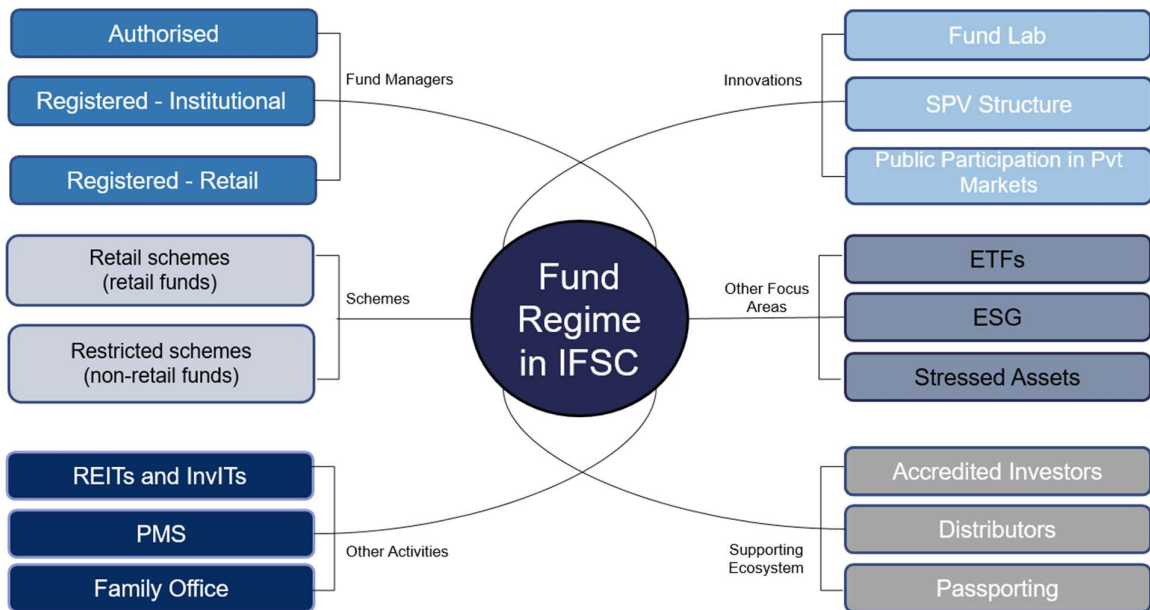 Authorised
Registered - Institutional
Registered - Retail
Fund Managers
Retail schemes
(retail funds)
Restricted schemes
(non-retail funds)
Schemes
REITs and InvITs
PMS
Family Office
Other Activities
Fund
Regime
in IFSC
Innovations
Fund Lab
SPV Structure
Public Participation in Pvt
Markets
Other Focus
Areas
ETFs
ESG
Stressed Assets
Supporting
Ecosystem
Accredited Investors
Distributors
Passporting